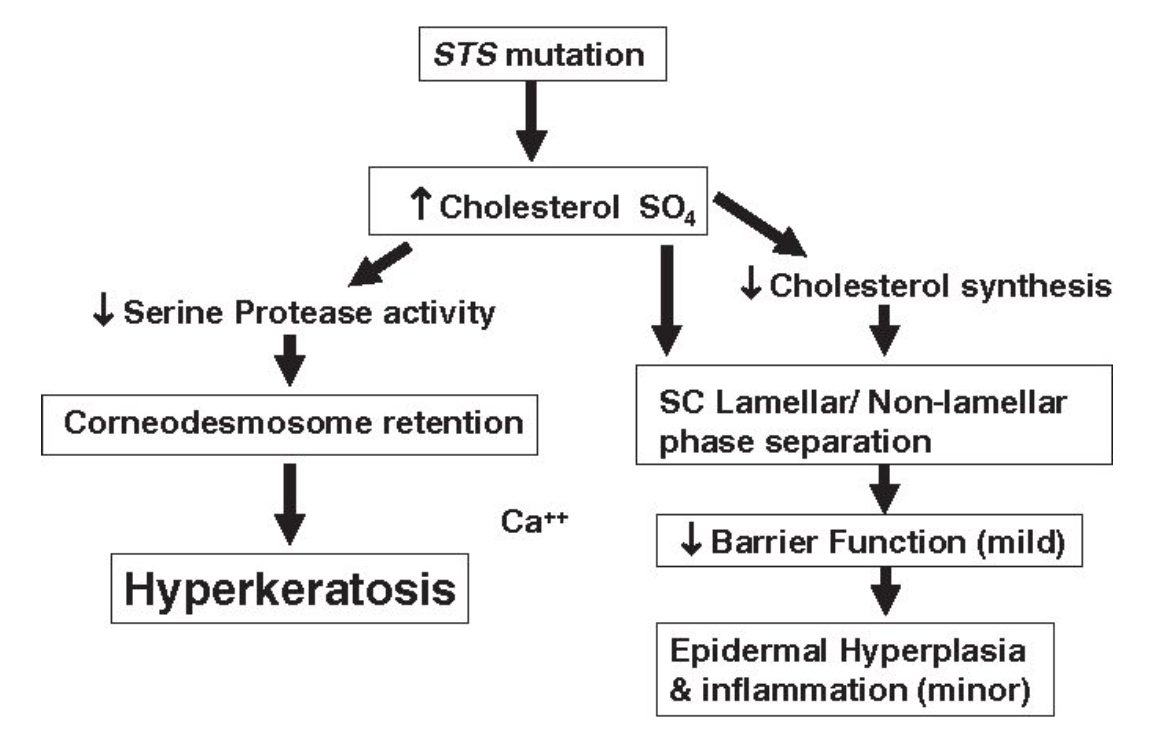 STS mutation
↑ Cholesterol SO₄
↓ Serine Protease activity
↓ Cholesterol synthesis
Corneodesmosome retention
SC Lamellar/ Non-lamellar
phase separation
Ca⁺⁺
↓ Barrier Function (mild)
Hyperkeratosis
Epidermal Hyperplasia
& inflammation (minor)